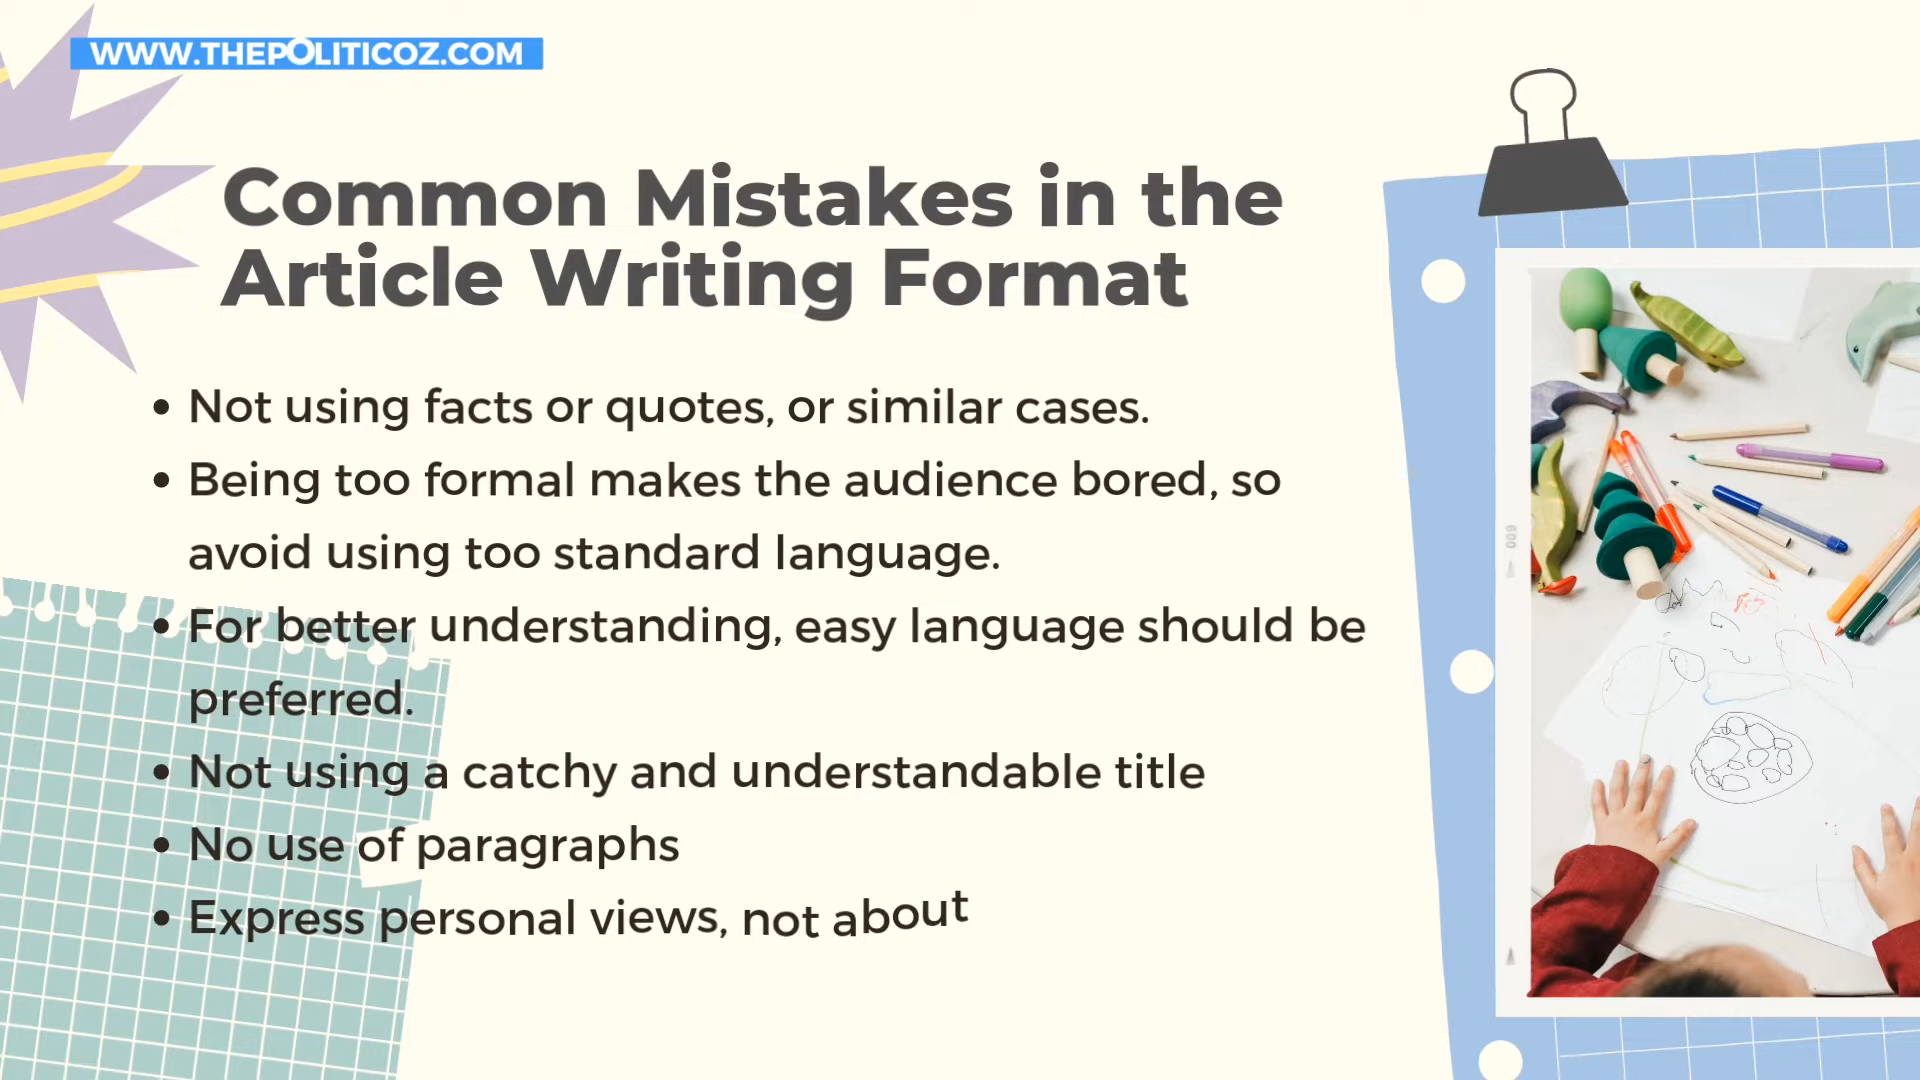 WWW.THEPOLITICOZ.COM
Common Mistakes in the
Article Writing Format
• Not using facts or quotes, or similar cases.
• Being too formal makes the audience bored, so
avoid using too standard language.
• For better understanding, easy language should be
preferred.
• Not using a catchy and understandable title
• No use of paragraphs
• Express personal views, not about